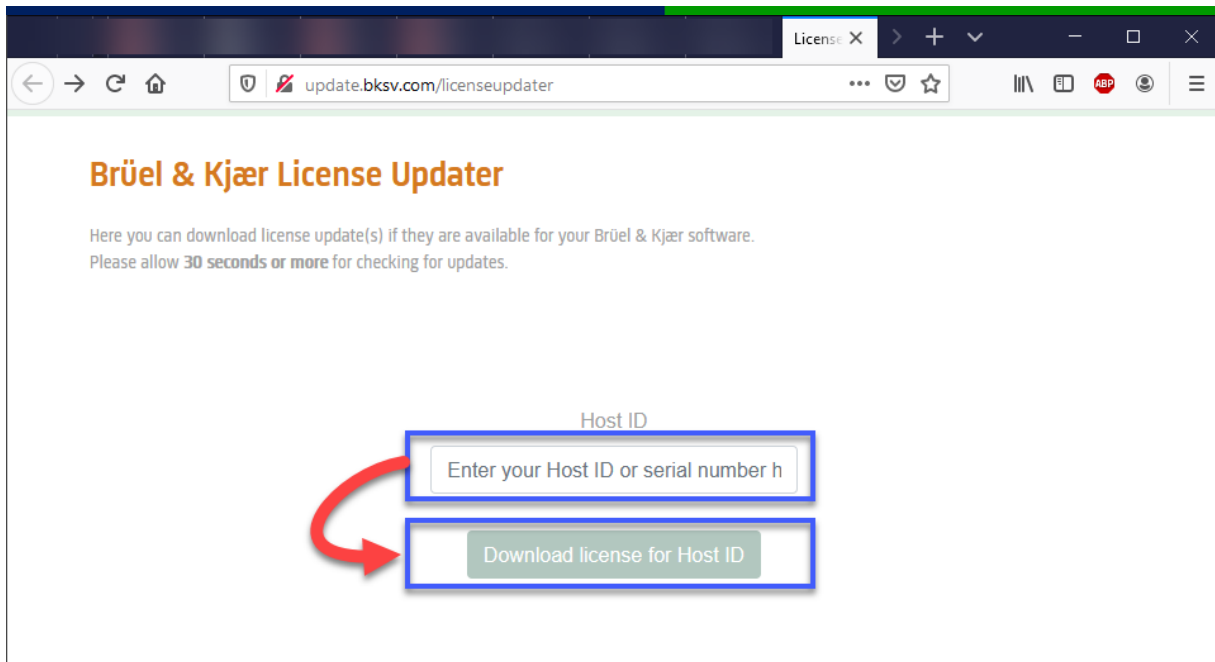 License
update.bksv.com/licenseupdater
ABP
Brüel & Kjær License Updater
Here you can download license update(s) if they are available for your Brüel & Kjær software.
Please allow 30 seconds or more for checking for updates.
Host ID
Enter your Host ID or serial number h
Download license for Host ID